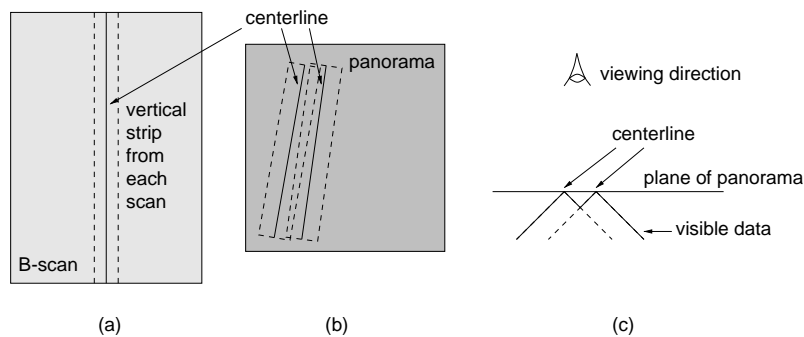 centerline
vertical
strip
from
each
scan
B-scan
(a)
panorama
(b)
viewing direction
centerline
plane of panorama
visible data
(c)